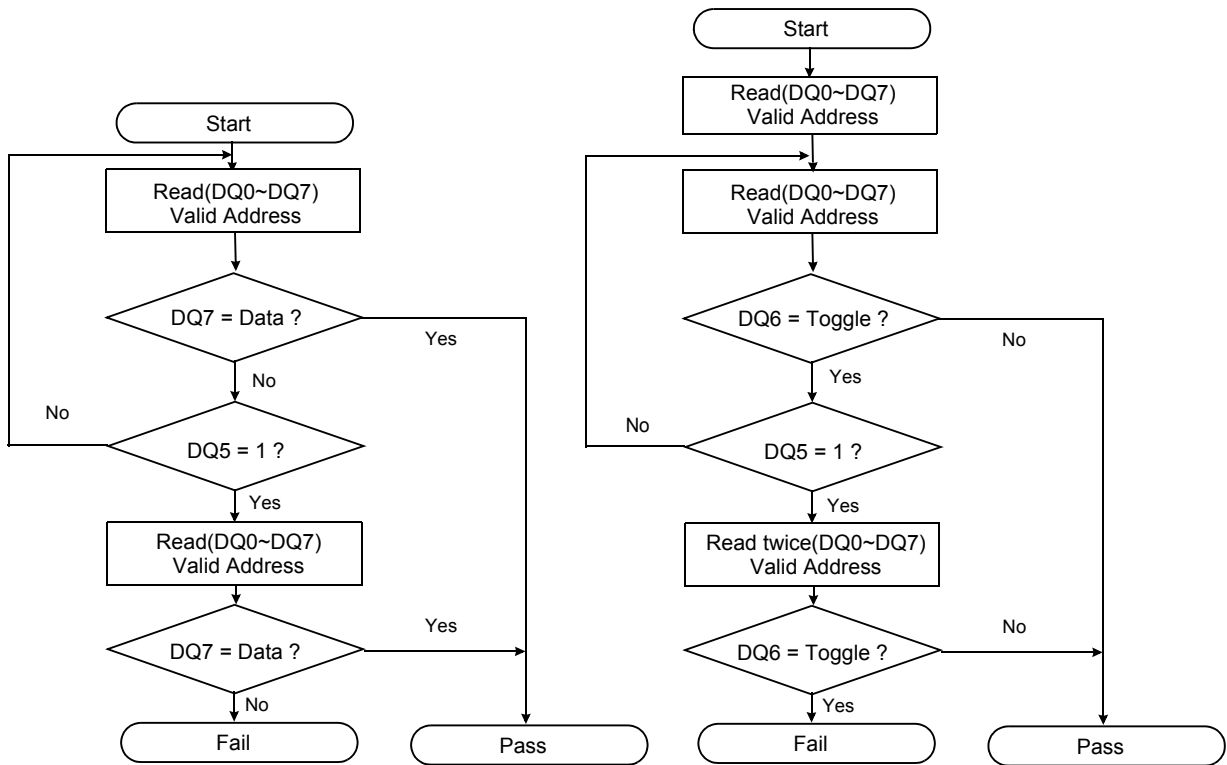 Start
Read(DQ0~DQ7)
Valid Address
DQ7 = Data ?
Yes
No
No
DQ5 = 1 ?
Yes
Read(DQ0~DQ7)
Valid Address
DQ7 = Data ?
Yes
No
Fail
Pass
Start
Read(DQ0~DQ7)
Valid Address
Read(DQ0~DQ7)
Valid Address
DQ6 = Toggle ?
No
Yes
No
DQ5 = 1 ?
Yes
Read twice(DQ0~DQ7)
Valid Address
DQ6 = Toggle ?
No
Yes
Fail
Pass